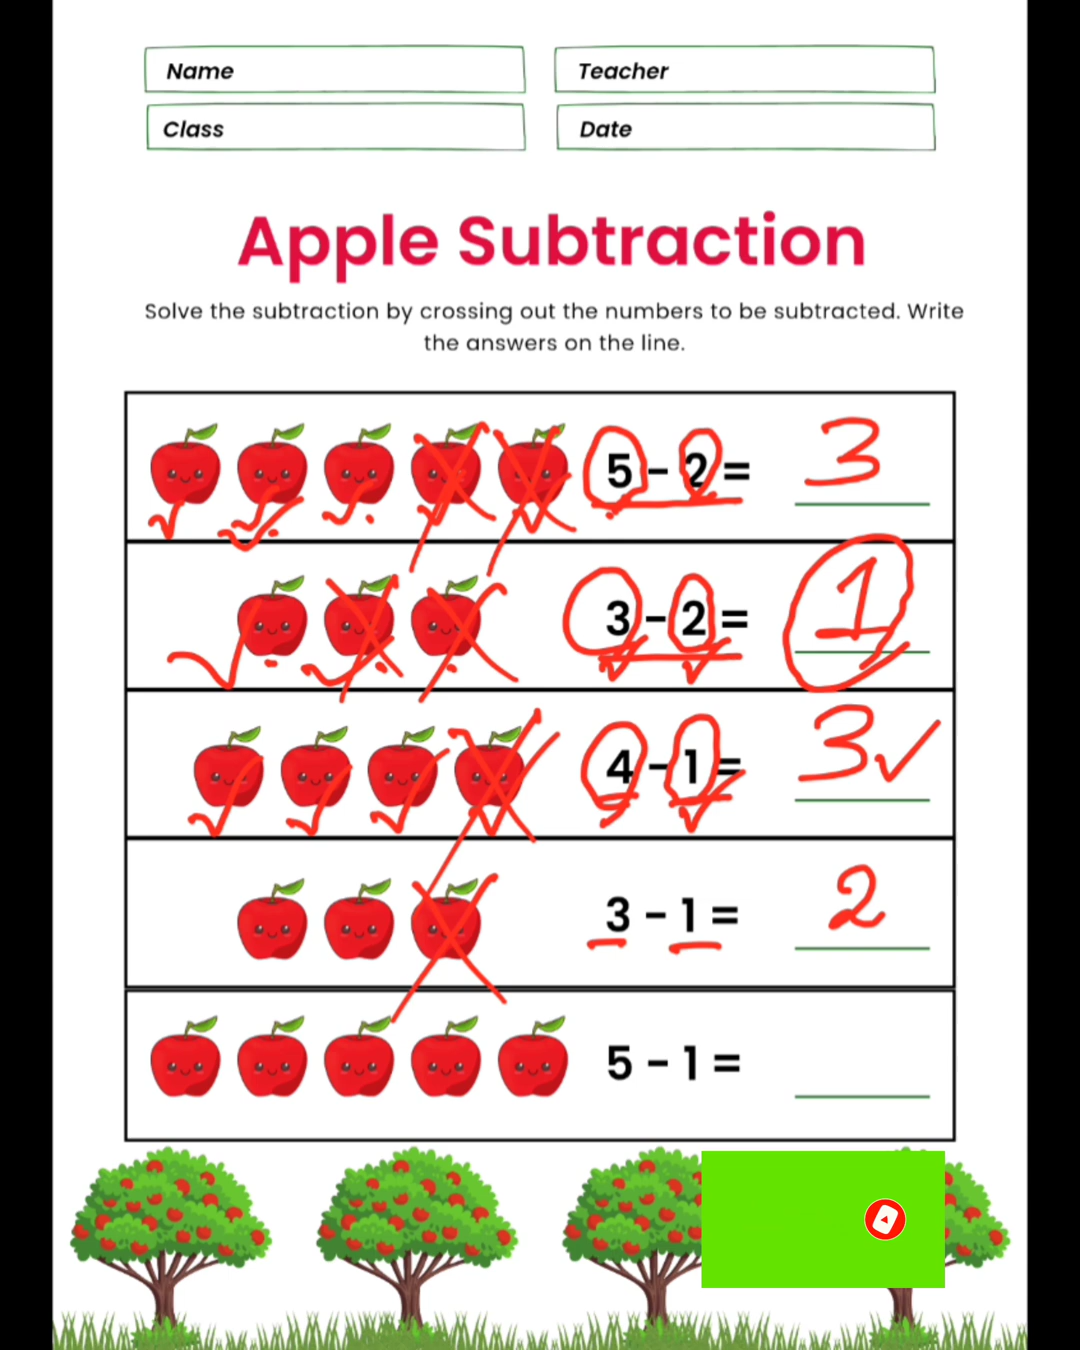 Name
Teacher
Class
Date
Apple Subtraction
Solve the subtraction by crossing out the numbers to be subtracted. Write
the answers on the line.
5 - 2 = 3
3 - 2 = 1
4 - 1 = 3
3 - 1 = 2
5 - 1 =